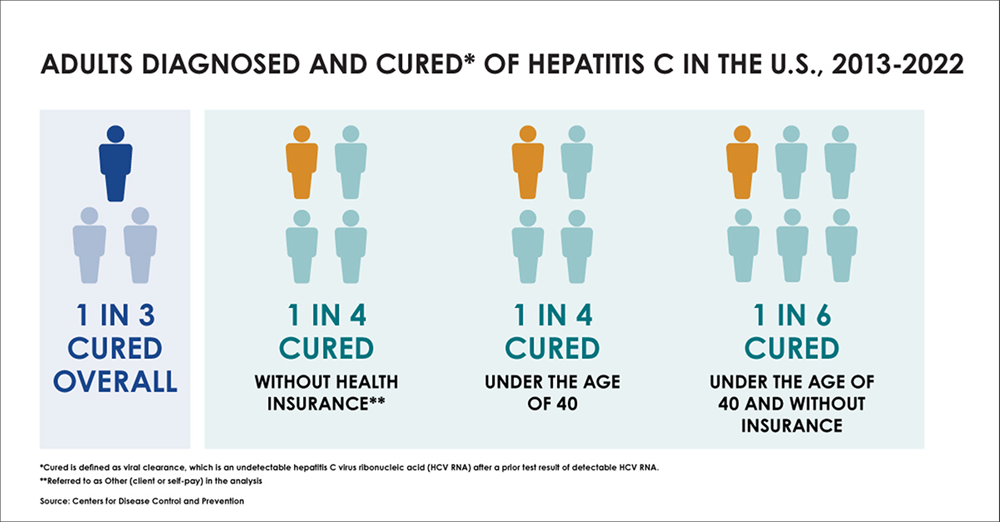 ADULTS DIAGNOSED AND CURED* OF HEPATITIS C IN THE U.S., 2013-2022
1 IN 3
CURED
OVERALL
1 IN 4
CURED
WITHOUT HEALTH
INSURANCE**
1 IN 4
CURED
UNDER THE AGE
OF 40
1 IN 6
CURED
UNDER THE AGE OF
40 AND WITHOUT
INSURANCE
*Cured is defined as viral clearance, which is an undetectable hepatitis C virus ribonucleic acid (HCV RNA) after a prior test result of detectable HCV RNA.
**Referred to as Other (client or self-pay) in the analysis
Source: Centers for Disease Control and Prevention